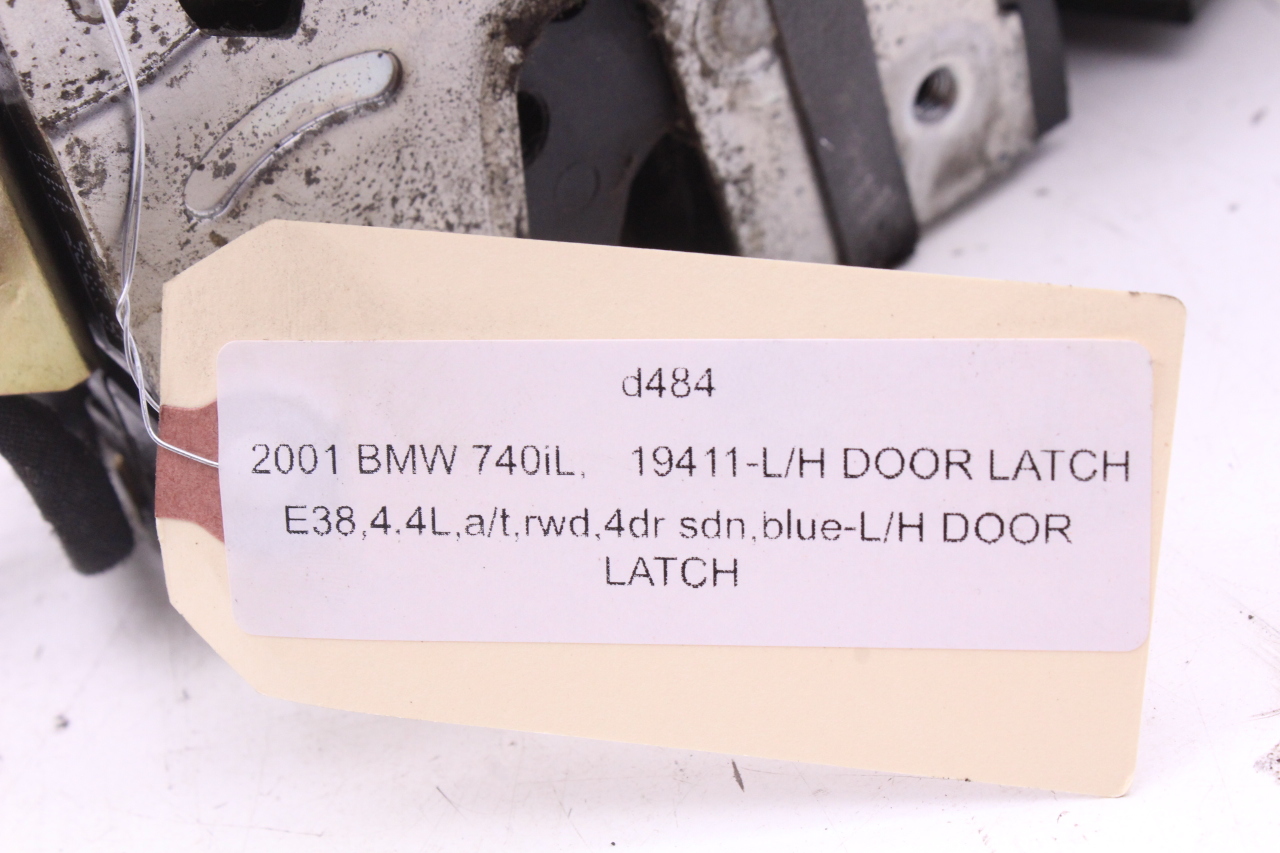 d484
2001 BMW 740iL, 19411-L/H DOOR LATCH
E38,4.4L,a/t,rwd,4dr sdn,blue-L/H DOOR
LATCH